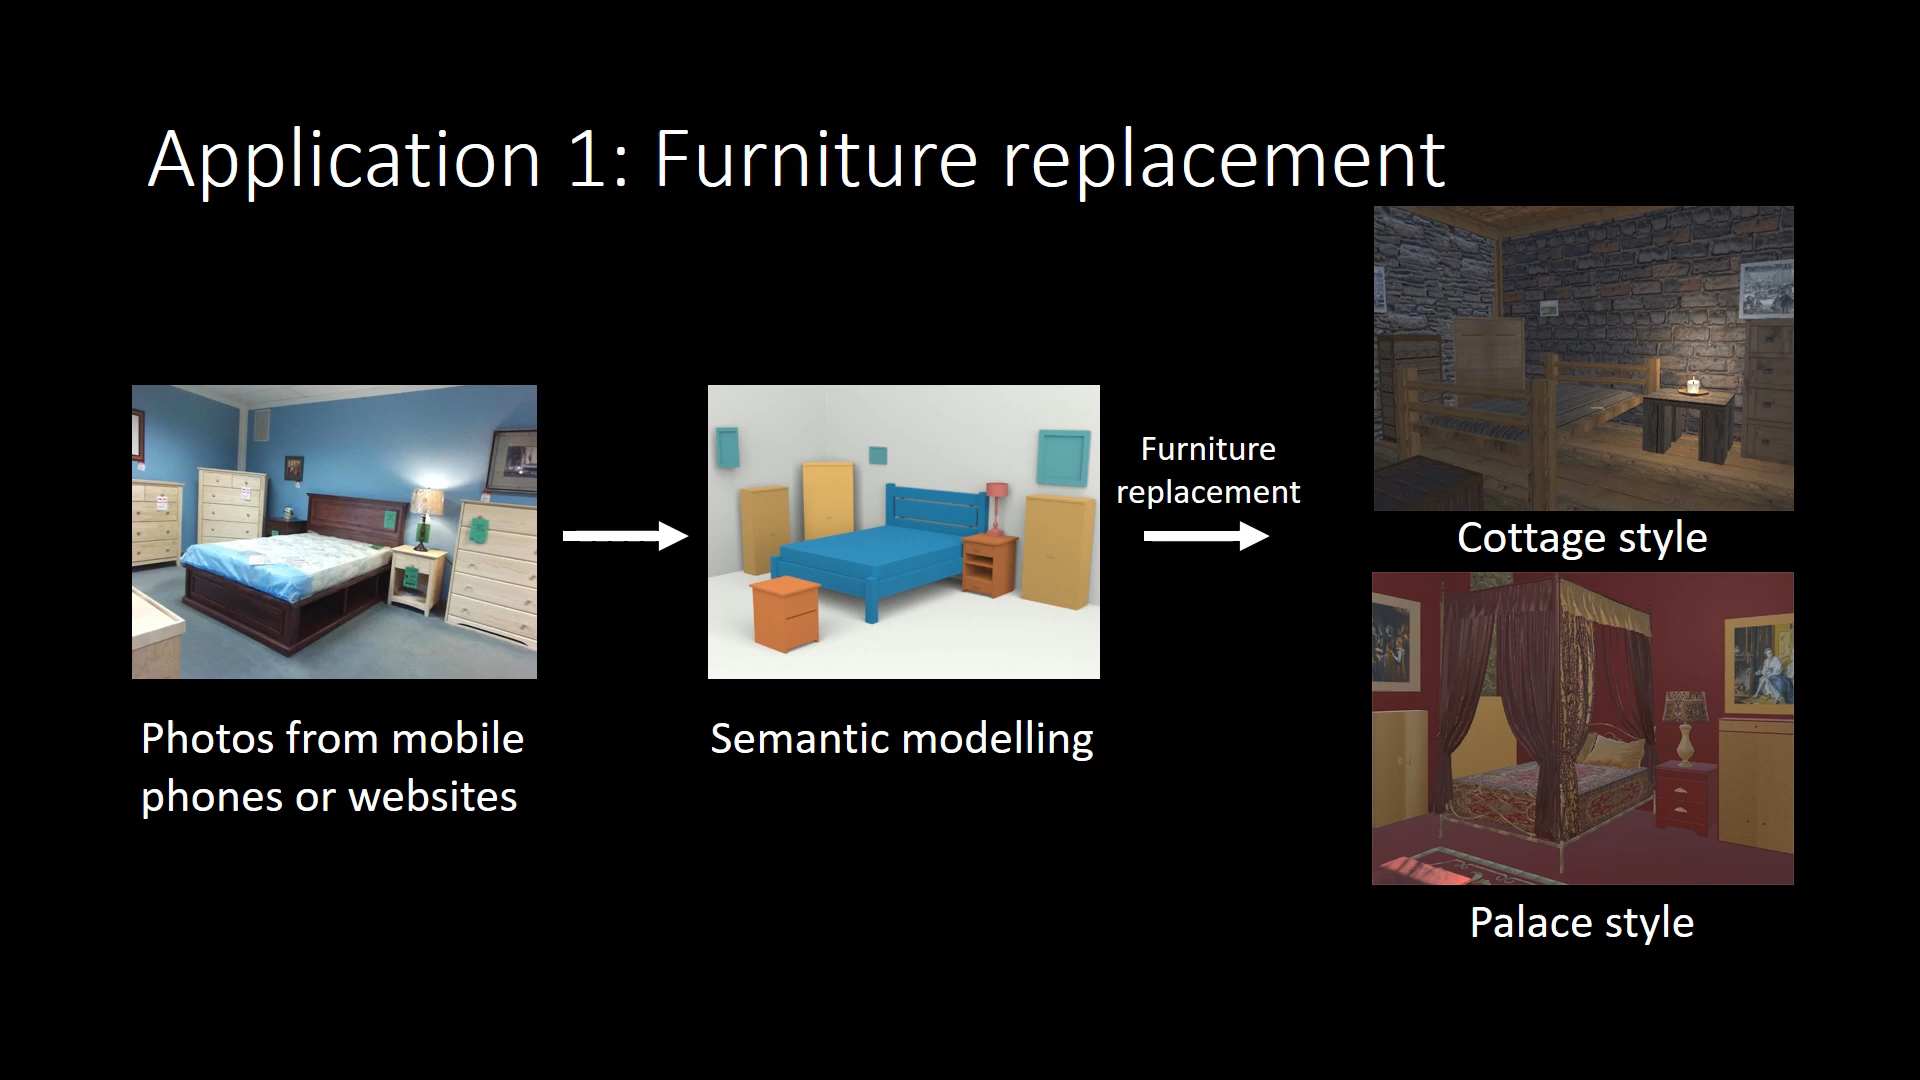 Application 1: Furniture replacement
Photos from mobile
phones or websites
Semantic modelling
Furniture
replacement
Cottage style
Palace style